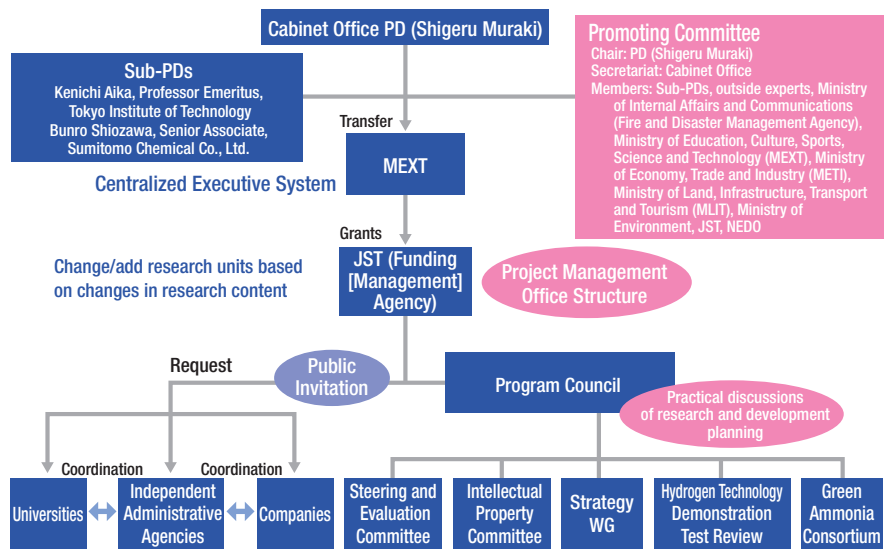 Cabinet Office PD (Shigeru Muraki)
Sub-PDs
Kenichi Aika, Professor Emeritus,
Tokyo Institute of Technology
Bunro Shiozawa, Senior Associate,
Sumitomo Chemical Co., Ltd.
Promoting Committee
Chair: PD (Shigeru Muraki)
Secretariat: Cabinet Office
Members: Sub-PDs, outside experts, Ministry
of Internal Affairs and Communications
(Fire and Disaster Management Agency),
Ministry of Education, Culture, Sports,
Science and Technology (MEXT), Ministry
of Economy, Trade and Industry (METI),
Ministry of Land, Infrastructure, Transport
and Tourism (MLIT), Ministry of
Environment, JST, NEDO
Transfer
MEXT
Centralized Executive System
Grants
JST (Funding
[Management]
Agency)
Change/add research units based
on changes in research content
Project Management
Office Structure
Request
Public
Invitation
Program Council
Practical discussions
of research and development
planning
Coordination
Coordination
Universities
Independent
Administrative
Agencies
Companies
Steering and
Evaluation
Committee
Intellectual
Property
Committee
Strategy
WG
Hydrogen Technology
Demonstration
Test Review
Green
Ammonia
Consortium